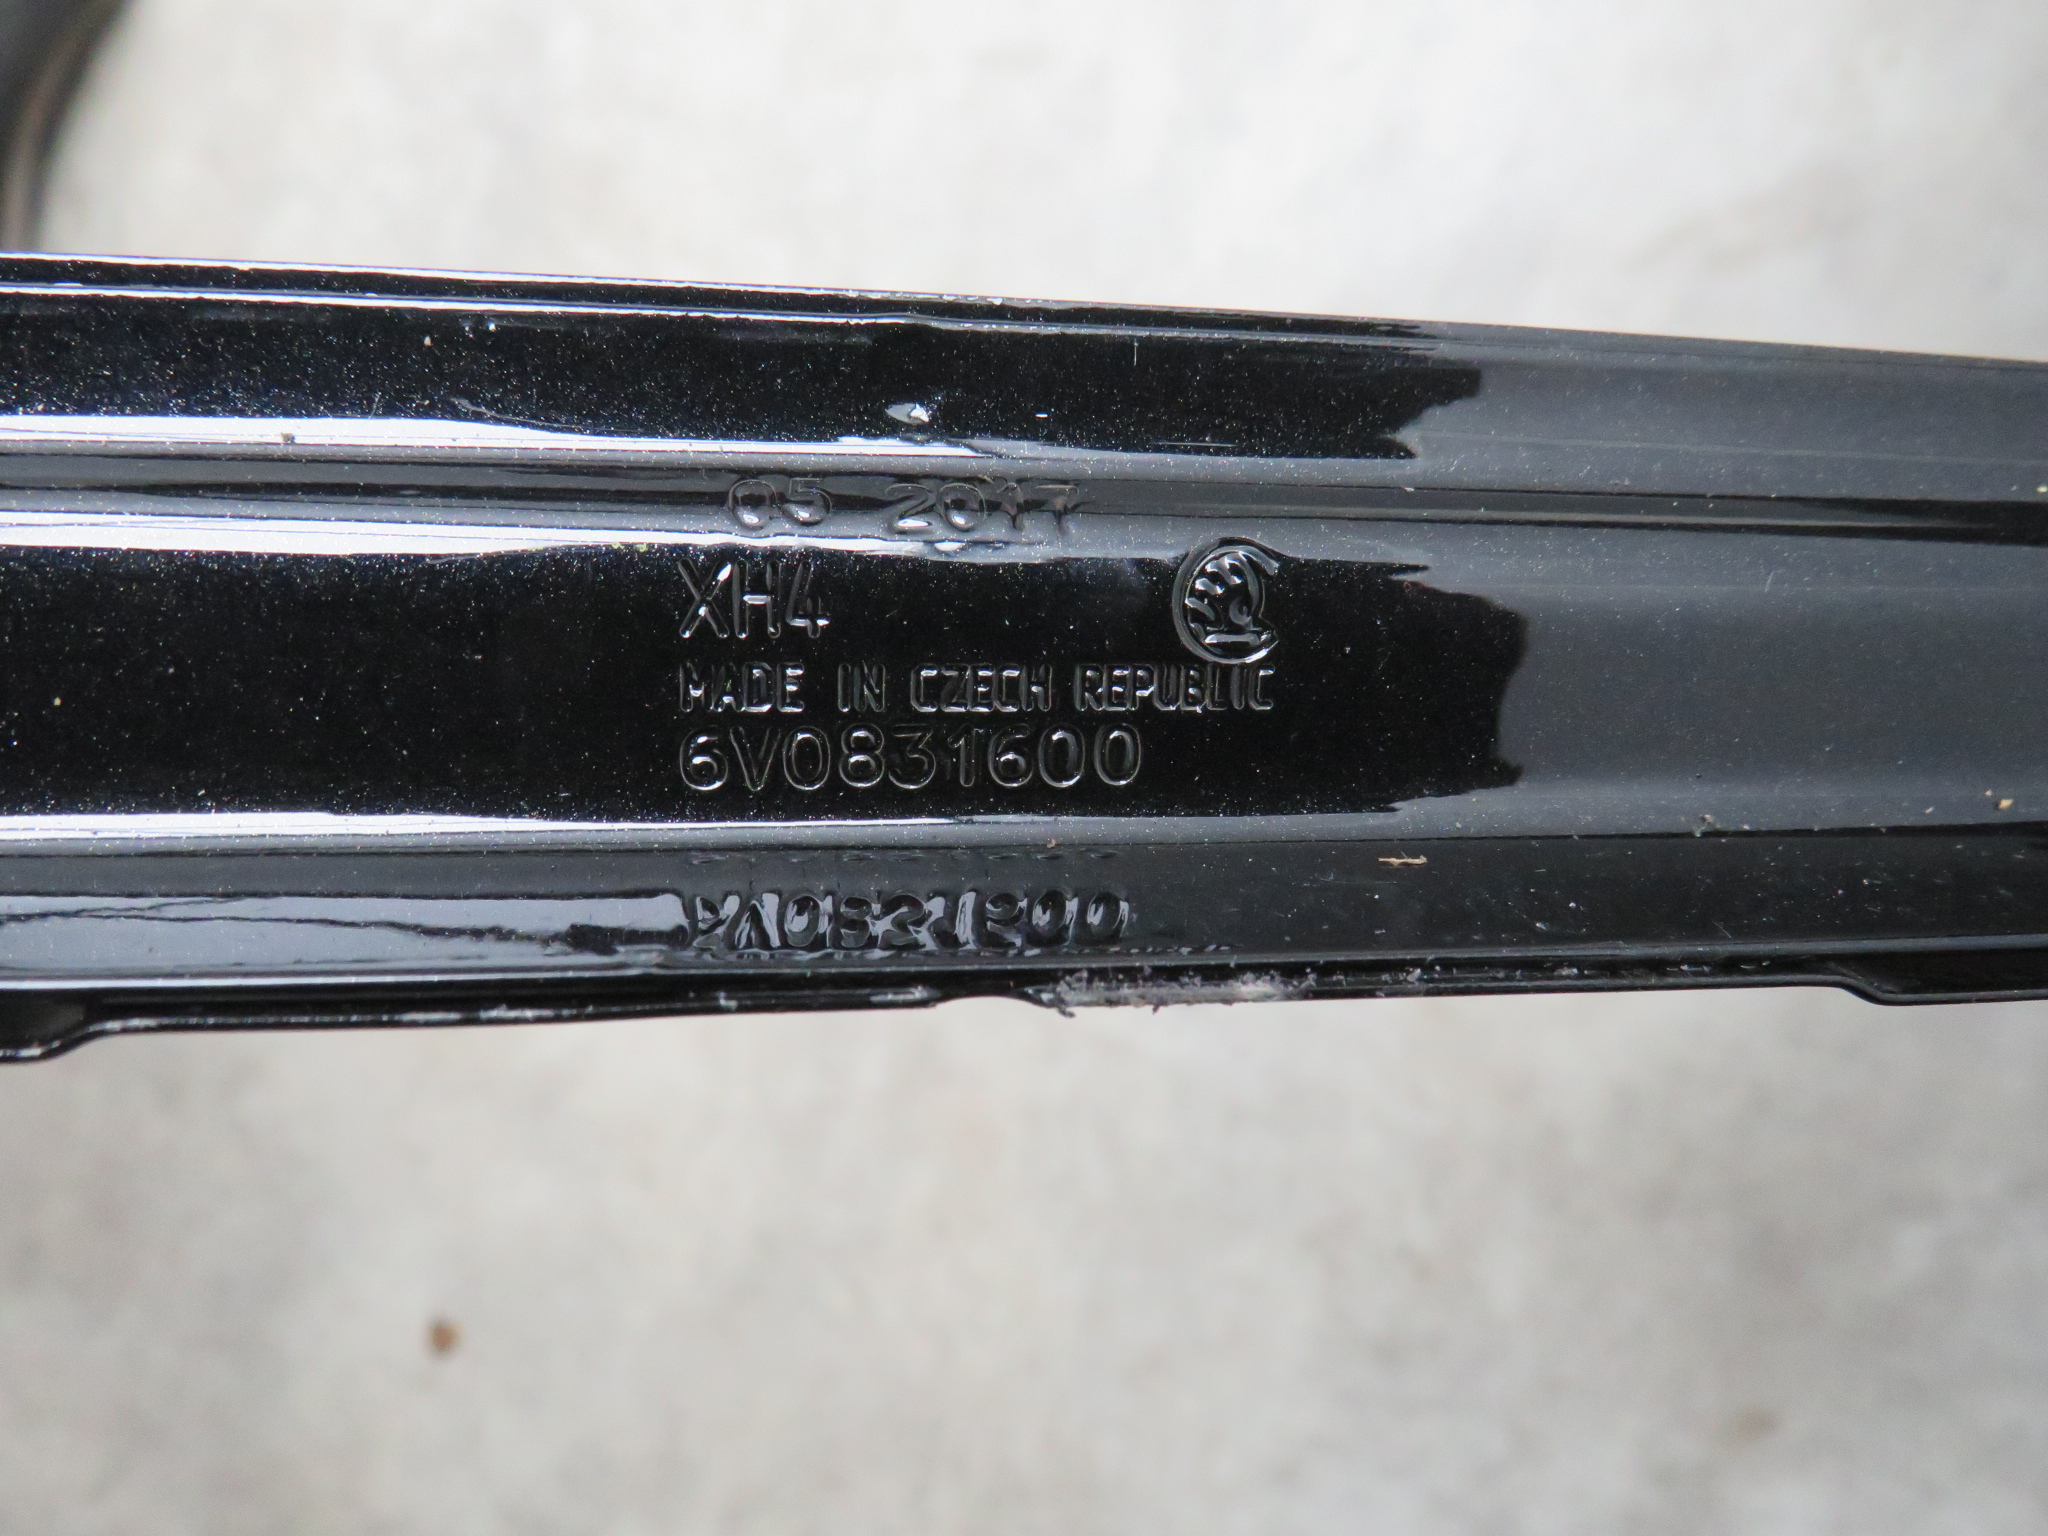 05 2017
XH4
MADE IN CZECH REPUBLIC
6V0831600